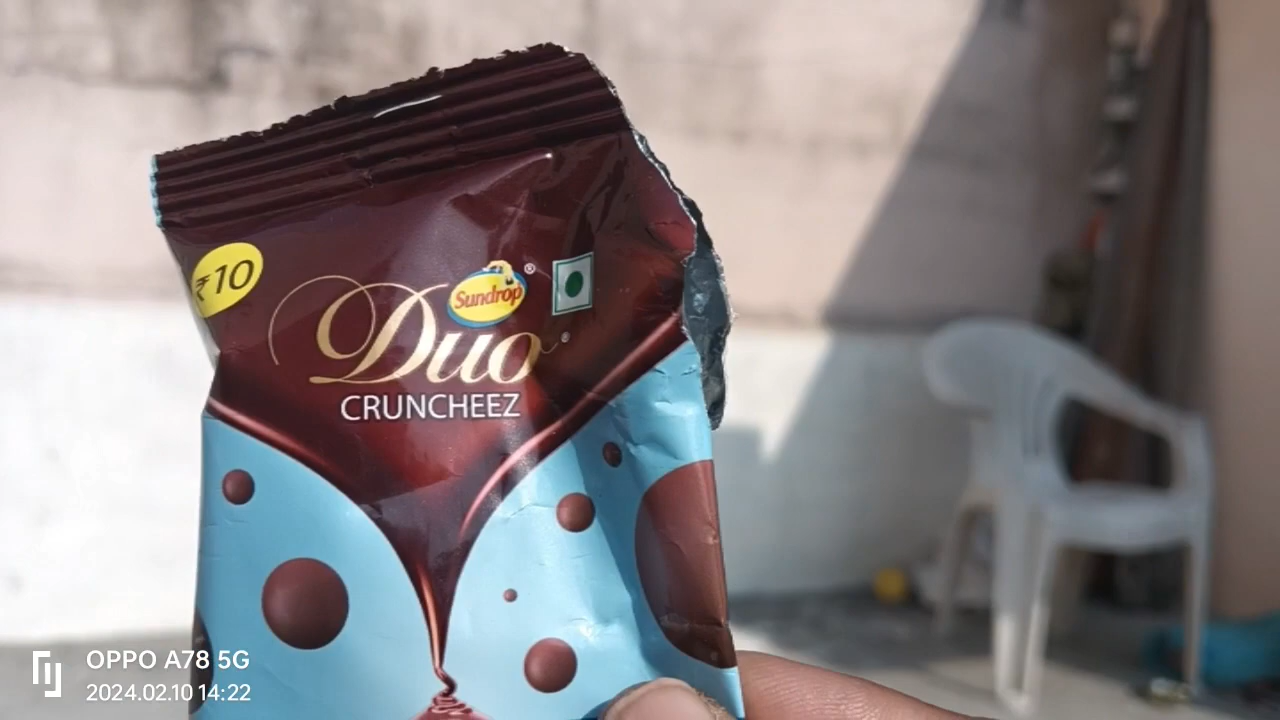 ₹10
Sundrop®
Duo
CRUNCHEEZ
OPPO A78 5G
2024.02.10 14:22